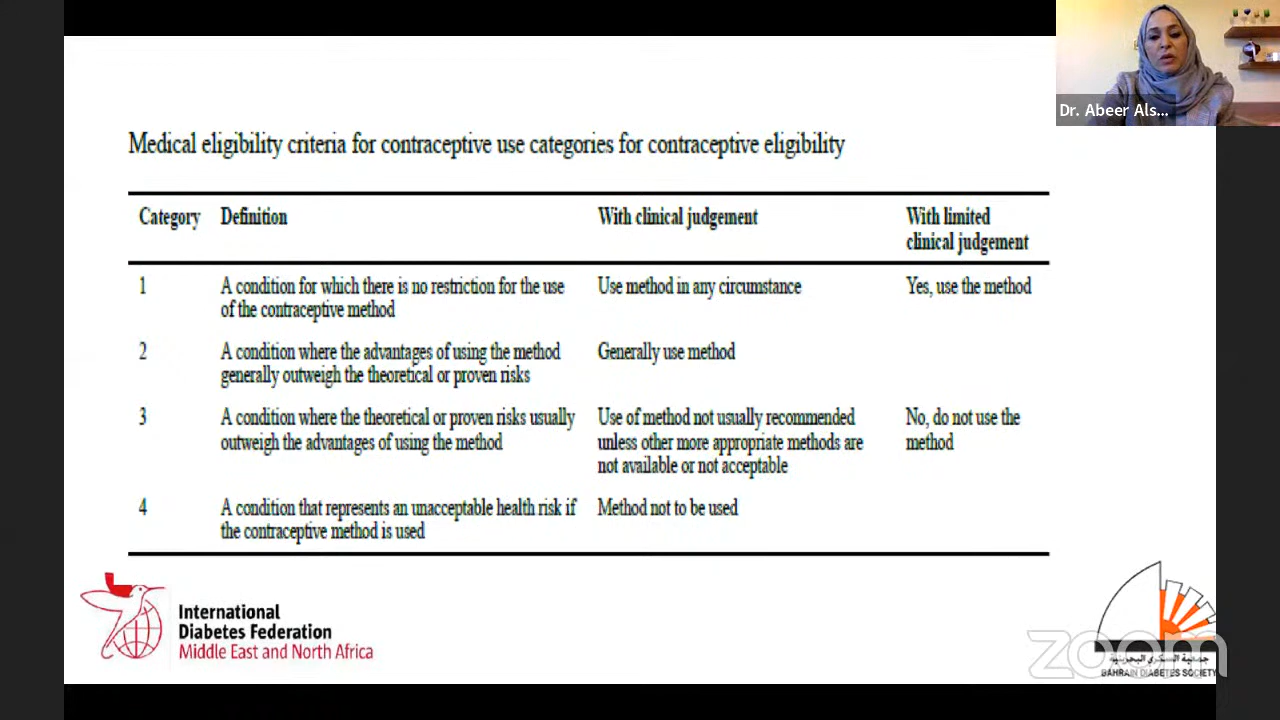 Dr. Abeer Als...
Medical eligibility criteria for contraceptive use categories for contraceptive eligibility
Category Definition With clinical judgement With limited
clinical judgement
1 A condition for which there is no restriction for the use Use method in any circumstance Yes, use the method
of the contraceptive method
2 A condition where the advantages of using the method Generally use method
generally outweigh the theoretical or proven risks
3 A condition where the theoretical or proven risks usually Use of method not usually recommended No, do not use the
outweigh the advantages of using the method unless other more appropriate methods are method
not available or not acceptable
4 A condition that represents an unacceptable health risk if Method not to be used
the contraceptive method is used
International
Diabetes Federation
Middle East and North Africa
zoom
جمعية السكري البحرينية
BAHRAIN DIABETES SOCIETY